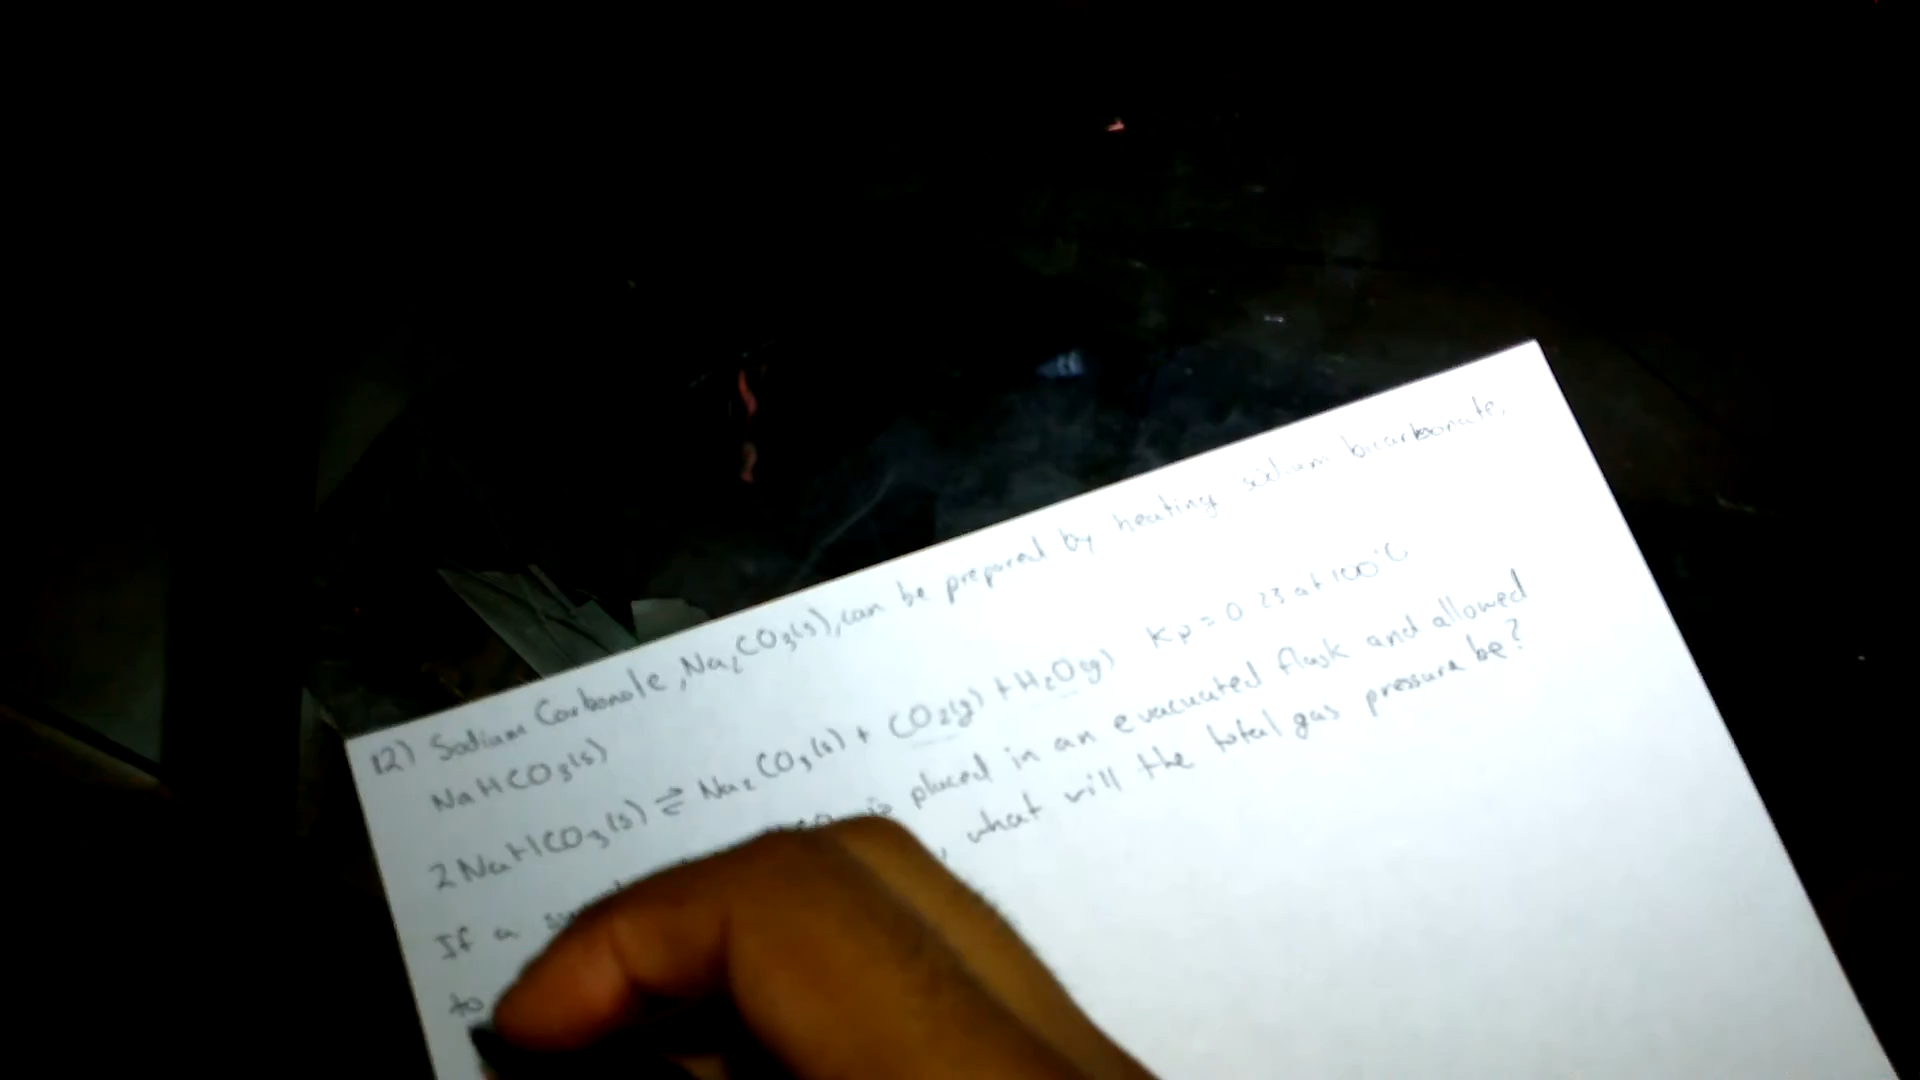 12) Sodium Carbonate, Na2CO3(s), can be prepared by heating sodium bicarbonate,
NaHCO3(s)
2NaHCO3(s) ⇌ Na2CO3(s) + CO2(g) + H2O(g) Kp = 0.23 at 100°C
If a is placed in an evacuated flask and allowed
to what will the total gas pressure be?